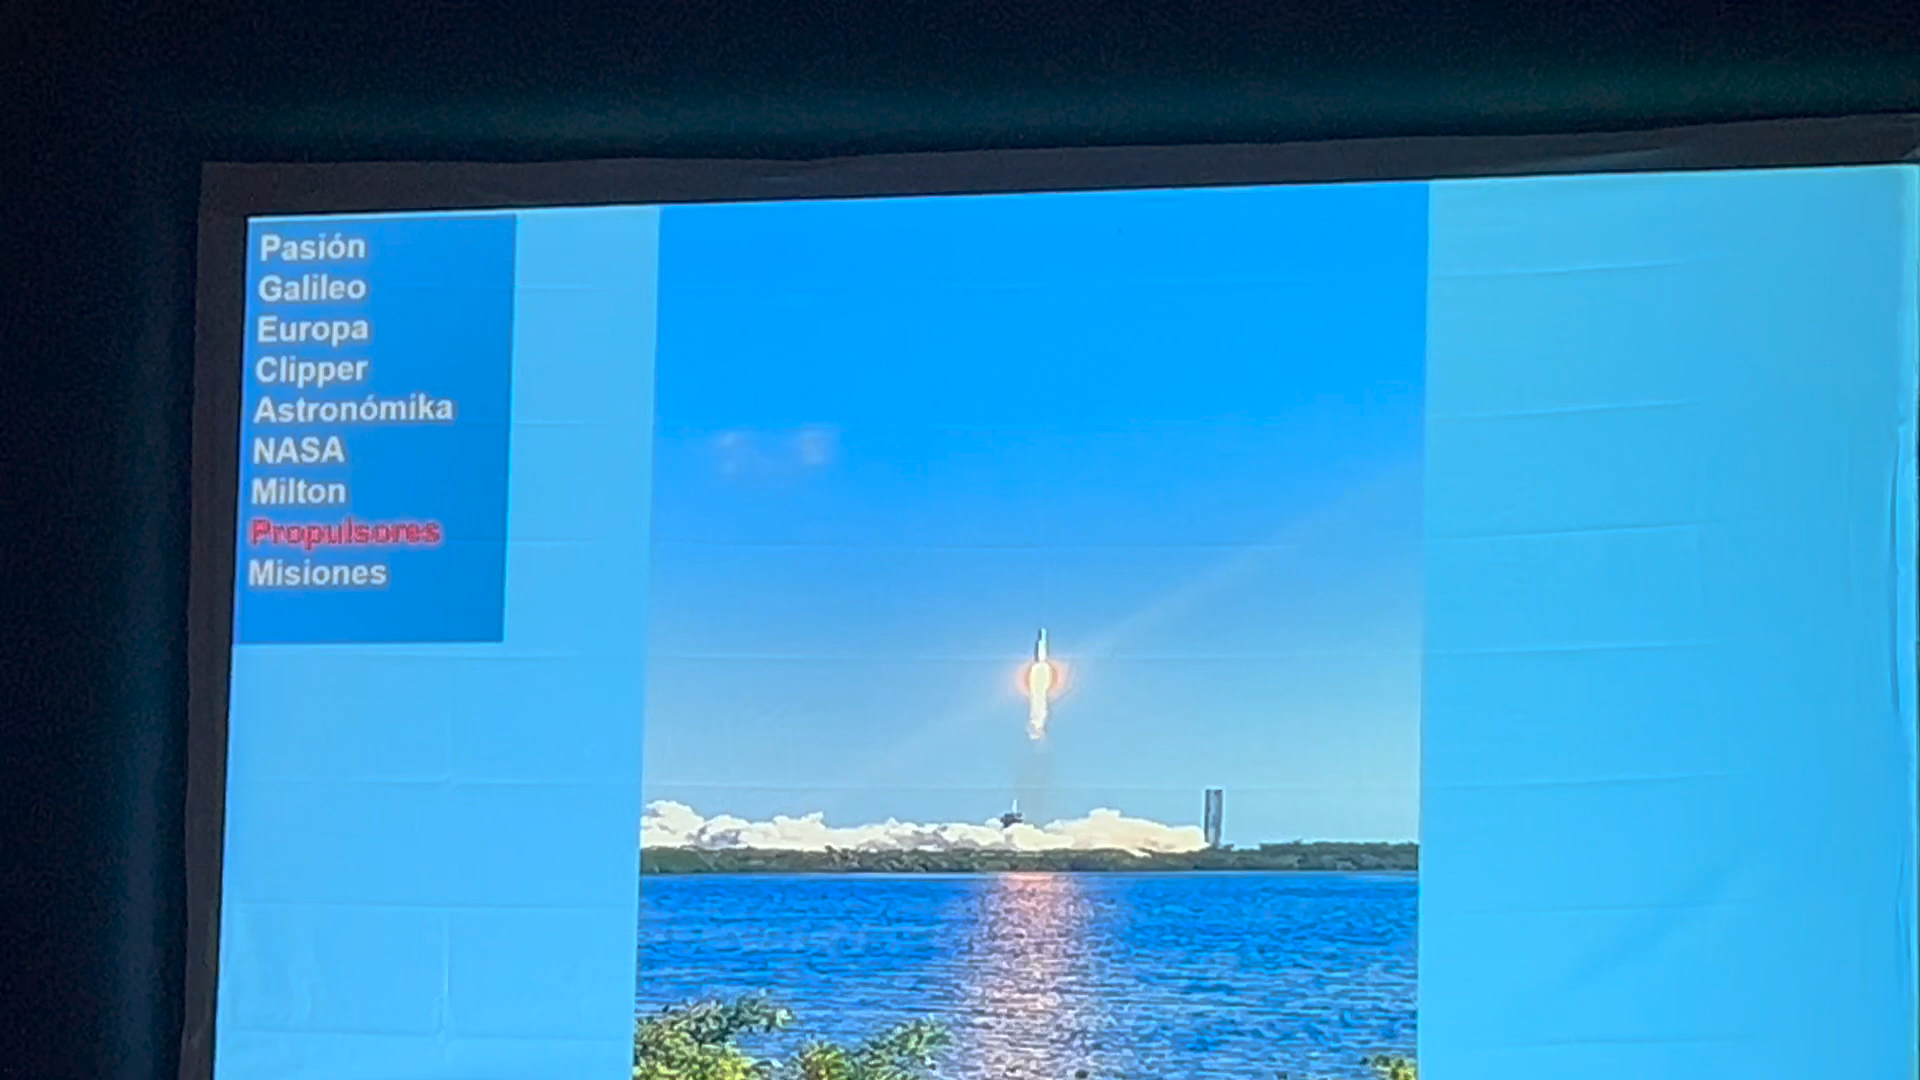 Pasión
Galileo
Europa
Clipper
Astronómika
NASA
Milton
Propulsores
Misiones